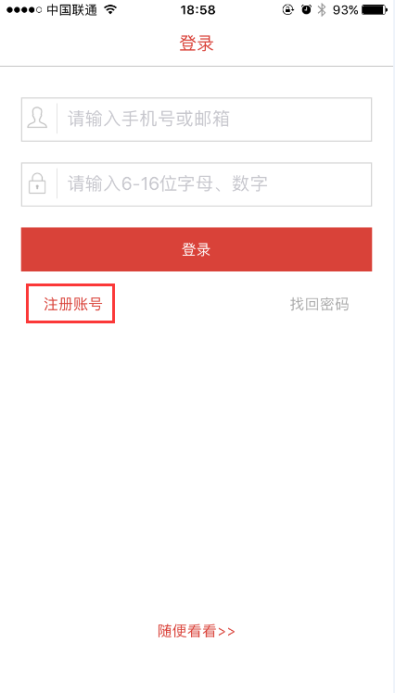 中国联通 18:58 93%
登录
请输入手机号或邮箱
请输入6-16位字母、数字
登录
注册账号 找回密码
随便看看>>